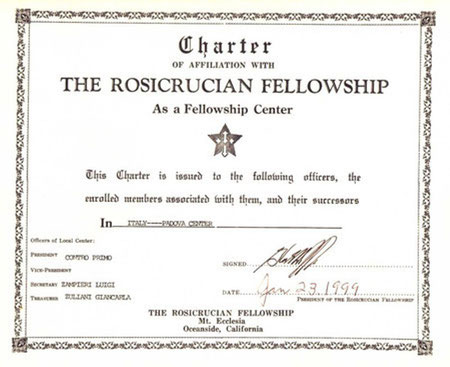 Charter
OF AFFILIATION WITH
THE ROSICRUCIAN FELLOWSHIP
As a Fellowship Center
This Charter is issued to the following officers, the
enrolled members associated with them, and their successors
In ITALY----PADOVA CENTER
Officers of Local Center:
PRESIDENT CONTRO PRIMO
VICE-PRESIDENT
SECRETARY ZAMPIERI LUIGI
TREASURER ZULIANI GIANCARLA
SIGNED
DATE Jan 23 1999
PRESIDENT OF THE ROSICRUCIAN FELLOWSHIP
THE ROSICRUCIAN FELLOWSHIP
Mt. Ecclesia
Oceanside, California